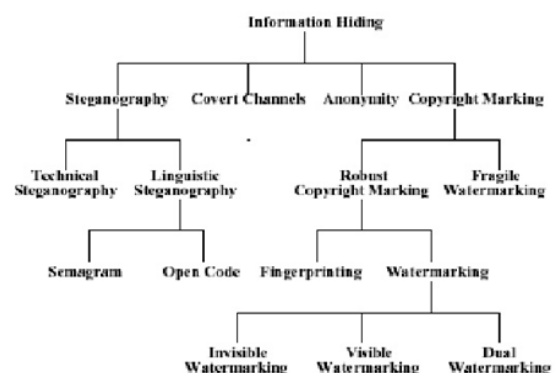 Information Hiding
Steganography Covert Channels Anonymity Copyright Marking
Technical Steganography
Linguistic Steganography
Robust Copyright Marking
Fragile Watermarking
Semagram Open Code Fingerprinting Watermarking
Invisible Watermarking
Visible Watermarking
Dual Watermarking